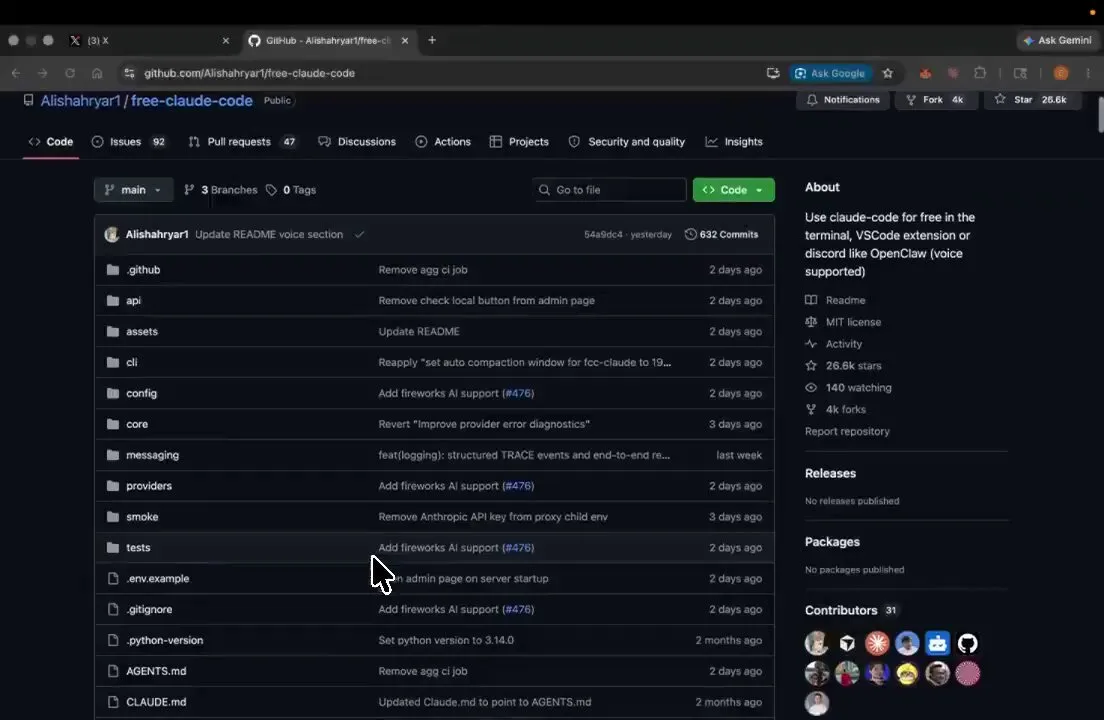 (3) X
GitHub - Alishahryar1/free-cl
Ask Gemini
github.com/Alishahryar1/free-claude-code
Ask Google
Alishahryar1 / free-claude-code Public
Notifications Fork 4k Star 26.6k
Code Issues 92 Pull requests 47 Discussions Actions Projects Security and quality Insights
main 3 Branches 0 Tags Go to file Code
Alishahryar1 Update README voice section 54a9dc4 · yesterday 632 Commits
.github Remove agg ci job 2 days ago
api Remove check local button from admin page 2 days ago
assets Update README 2 days ago
cli Reapply "set auto compaction window for fcc-claude to 19... 2 days ago
config Add fireworks AI support (#476) 2 days ago
core Revert "Improve provider error diagnostics" 3 days ago
messaging feat(logging): structured TRACE events and end-to-end re... last week
providers Add fireworks AI support (#476) 2 days ago
smoke Remove Anthropic API key from proxy child env 3 days ago
tests Add fireworks AI support (#476) 2 days ago
.env.example admin page on server startup 2 days ago
.gitignore Add fireworks AI support (#476) 2 days ago
.python-version Set python version to 3.14.0 2 months ago
AGENTS.md Remove agg ci job 2 days ago
CLAUDE.md Updated Claude.md to point to AGENTS.md 2 months ago
About
Use claude-code for free in the
terminal, VSCode extension or
discord like OpenClaw (voice
supported)
Readme
MIT license
Activity
26.6k stars
140 watching
4k forks
Report repository
Releases
No releases published
Packages
No packages published
Contributors 31